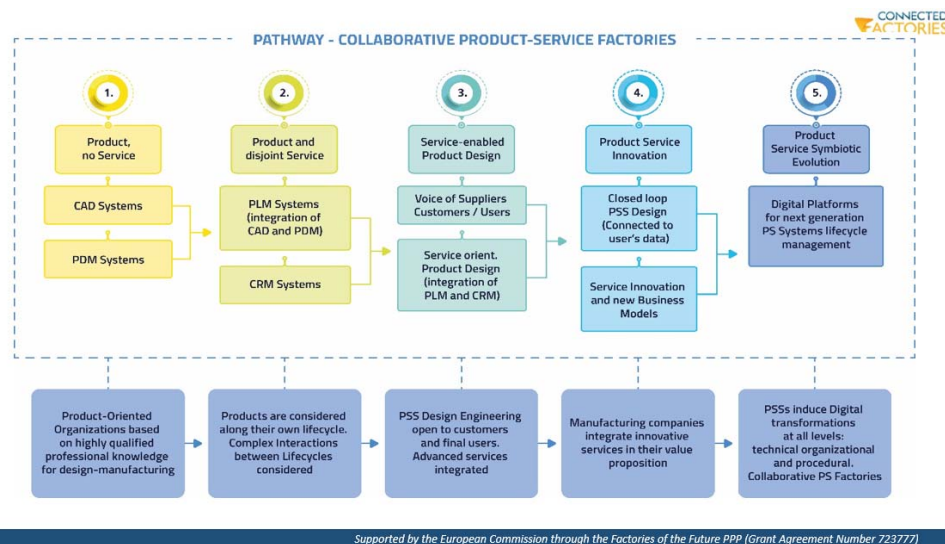 CONNECTED
FACTORIES
PATHWAY - COLLABORATIVE PRODUCT-SERVICE FACTORIES
1.
Product,
no Service
CAD Systems
PDM Systems
2.
Product and
disjoint Service
PLM Systems
(integration of
CAD and PDM)
CRM Systems
3.
Service-enabled
Product Design
Voice of Suppliers
Customers / Users
Service orient.
Product Design
(integration of
PLM and CRM)
4.
Product Service
Innovation
Closed loop
PSS Design
(Connected to
user's data)
Service Innovation
and new Business
Models
5.
Product
Service Symbiotic
Evolution
Digital Platforms
for next generation
PS Systems lifecycle
management
Product-Oriented
Organizations based
on highly qualified
professional knowledge
for design-manufacturing
Products are considered
along their own lifecycle.
Complex Interactions
between Lifecycles
considered
PSS Design Engineering
open to customers
and final users.
Advanced services
integrated
Manufacturing companies
integrate innovative
services in their value
proposition
PSSs induce Digital
transformations
at all levels:
technical organizational
and procedural.
Collaborative PS Factories
Supported by the European Commission through the Factories of the Future PPP (Grant Agreement Number 723777)